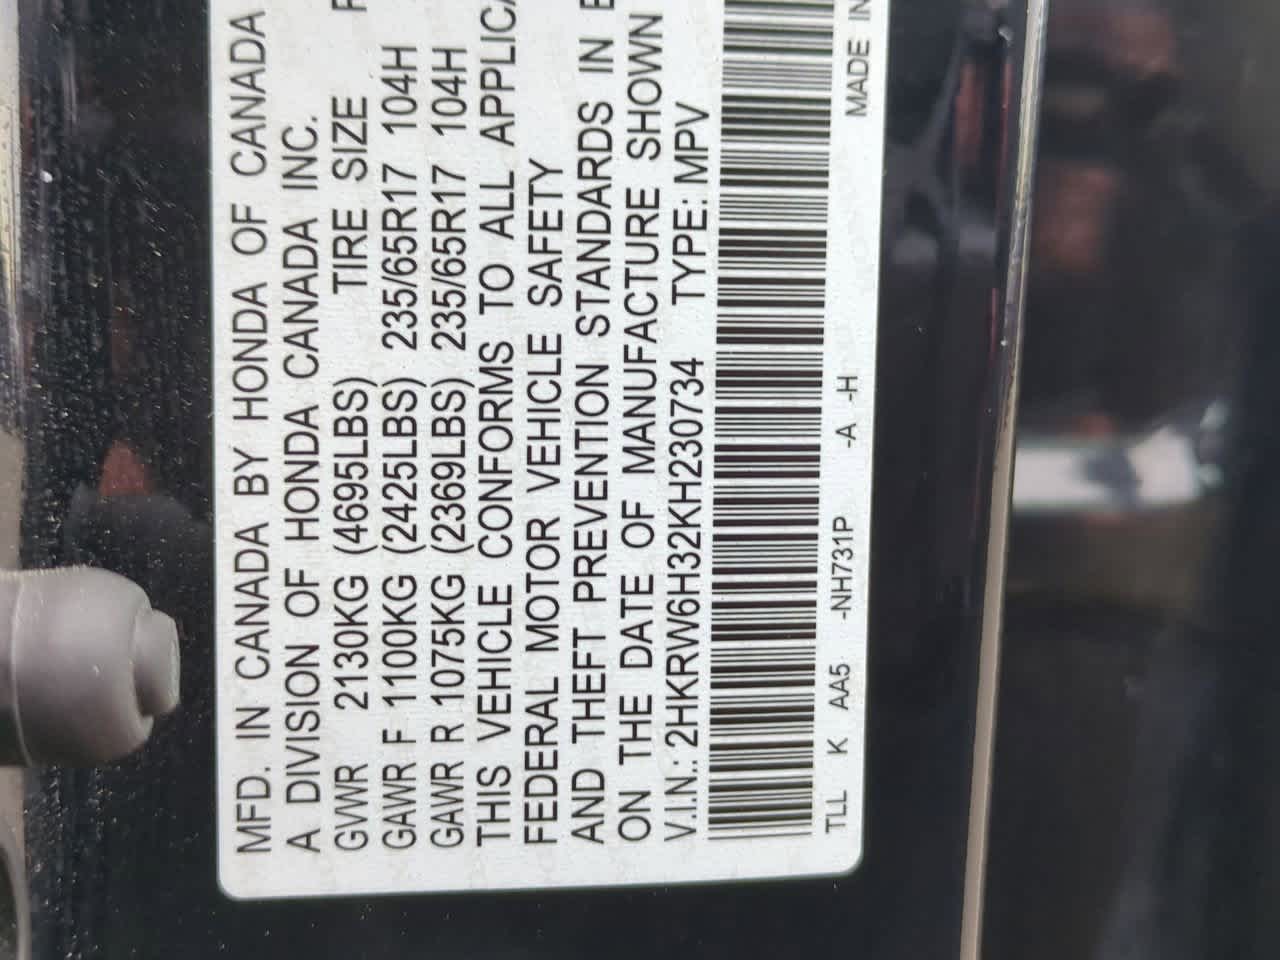 MFD. IN CANADA BY HONDA OF CANADA
A DIVISION OF HONDA CANADA INC.
GVWR 2130KG (4695LBS) TIRE SIZE R
GAWR F 1100KG (2425LBS) 235/65R17 104H
GAWR R 1075KG (2369LBS) 235/65R17 104H
THIS VEHICLE CONFORMS TO ALL APPLICA
FEDERAL MOTOR VEHICLE SAFETY
AND THEFT PREVENTION STANDARDS IN E
ON THE DATE OF MANUFACTURE SHOWN
V.I.N.: 2HKRW6H32KH230734 TYPE: MPV
TLL K AA5 -NH731P -A -H MADE IN